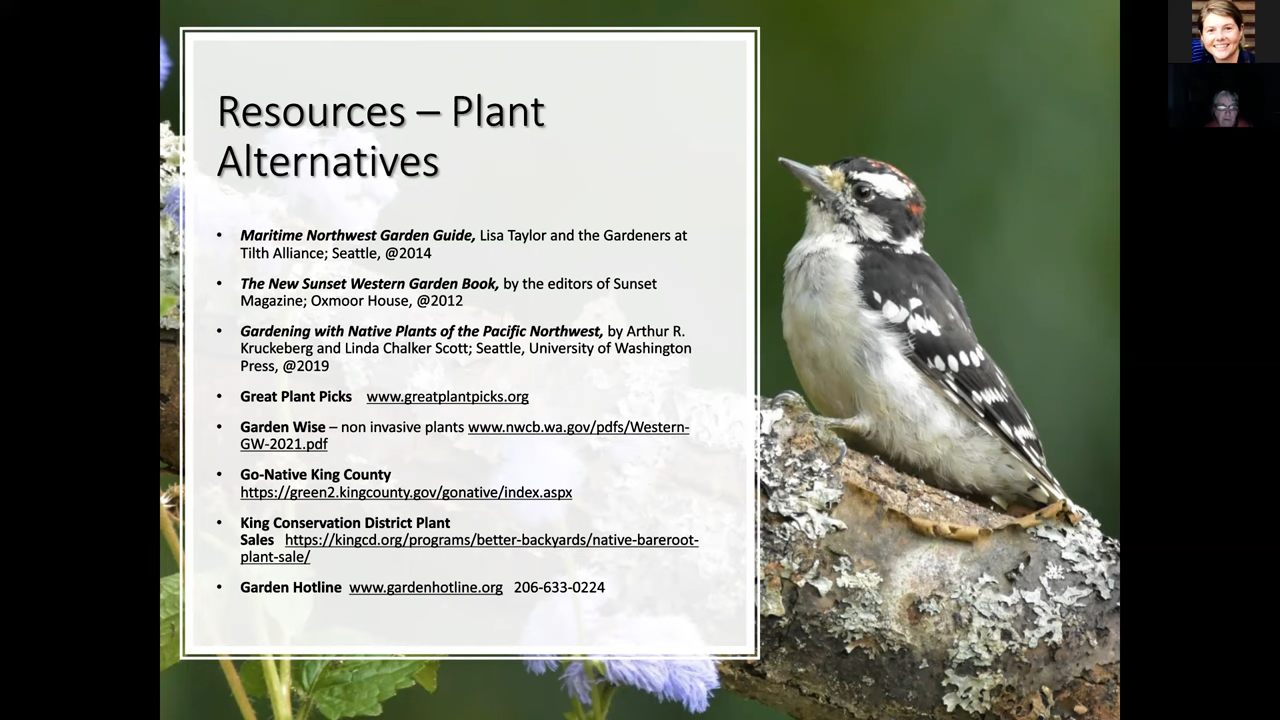 Resources – Plant
Alternatives
• Maritime Northwest Garden Guide, Lisa Taylor and the Gardeners at
Tilth Alliance; Seattle, @2014
• The New Sunset Western Garden Book, by the editors of Sunset
Magazine; Oxmoor House, @2012
• Gardening with Native Plants of the Pacific Northwest, by Arthur R.
Kruckeberg and Linda Chalker Scott; Seattle, University of Washington
Press, @2019
• Great Plant Picks www.greatplantpicks.org
• Garden Wise – non invasive plants www.nwcb.wa.gov/pdfs/Western-
GW-2021.pdf
• Go-Native King County
https://green2.kingcounty.gov/gonative/index.aspx
• King Conservation District Plant
Sales https://kingcd.org/programs/better-backyards/native-bareroot-
plant-sale/
• Garden Hotline www.gardenhotline.org 206-633-0224